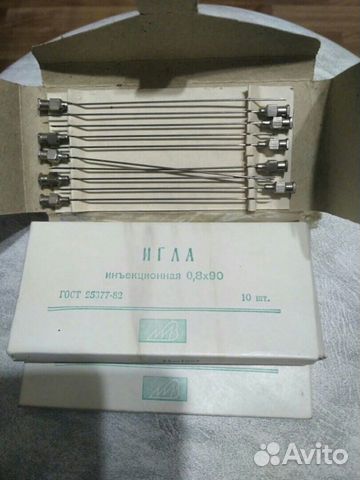 ИГЛА
инъекционная 0,8х90
ГОСТ 25377-82 10 шт.
Avito